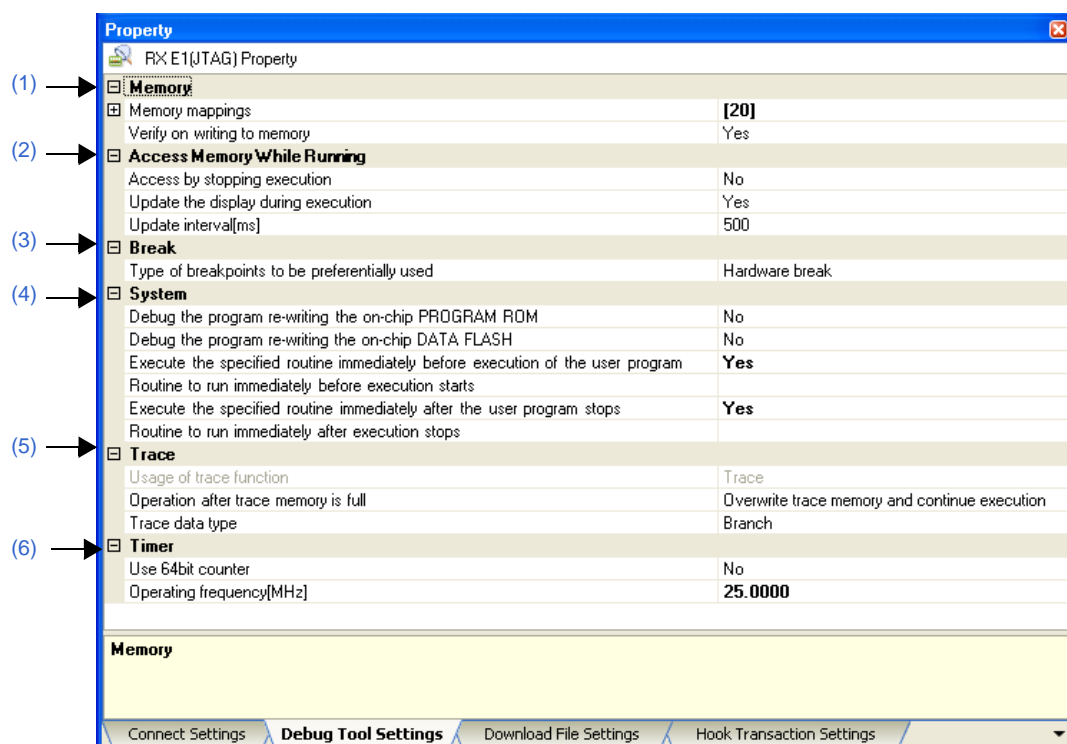 Property
RX E1(JTAG) Property
(1) Memory
Memory mappings [20]
Verify on writing to memory Yes
(2) Access Memory While Running
Access by stopping execution No
Update the display during execution Yes
Update interval[ms] 500
(3) Break
Type of breakpoints to be preferentially used Hardware break
(4) System
Debug the program re-writing the on-chip PROGRAM ROM No
Debug the program re-writing the on-chip DATA FLASH No
Execute the specified routine immediately before execution of the user program Yes
Routine to run immediately before execution starts
Execute the specified routine immediately after the user program stops Yes
Routine to run immediately after execution stops
(5) Trace
Usage of trace function Trace
Operation after trace memory is full Overwrite trace memory and continue execution
Trace data type Branch
(6) Timer
Use 64bit counter No
Operating frequency[MHz] 25.0000
Memory
Connect Settings Debug Tool Settings Download File Settings Hook Transaction Settings